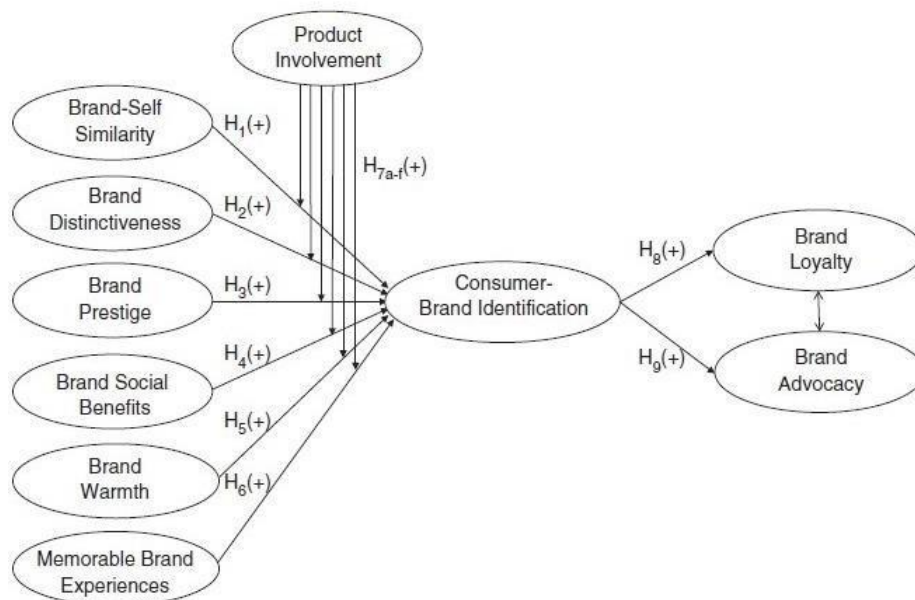 Product
Involvement
Brand-Self
Similarity
H1(+)
H7a-f(+)
Brand
Distinctiveness
H2(+)
Brand
Prestige
H3(+)
Consumer-
Brand Identification
H8(+)
Brand
Loyalty
Brand Social
Benefits
H4(+)
H9(+)
Brand
Advocacy
H5(+)
Brand
Warmth
H6(+)
Memorable Brand
Experiences